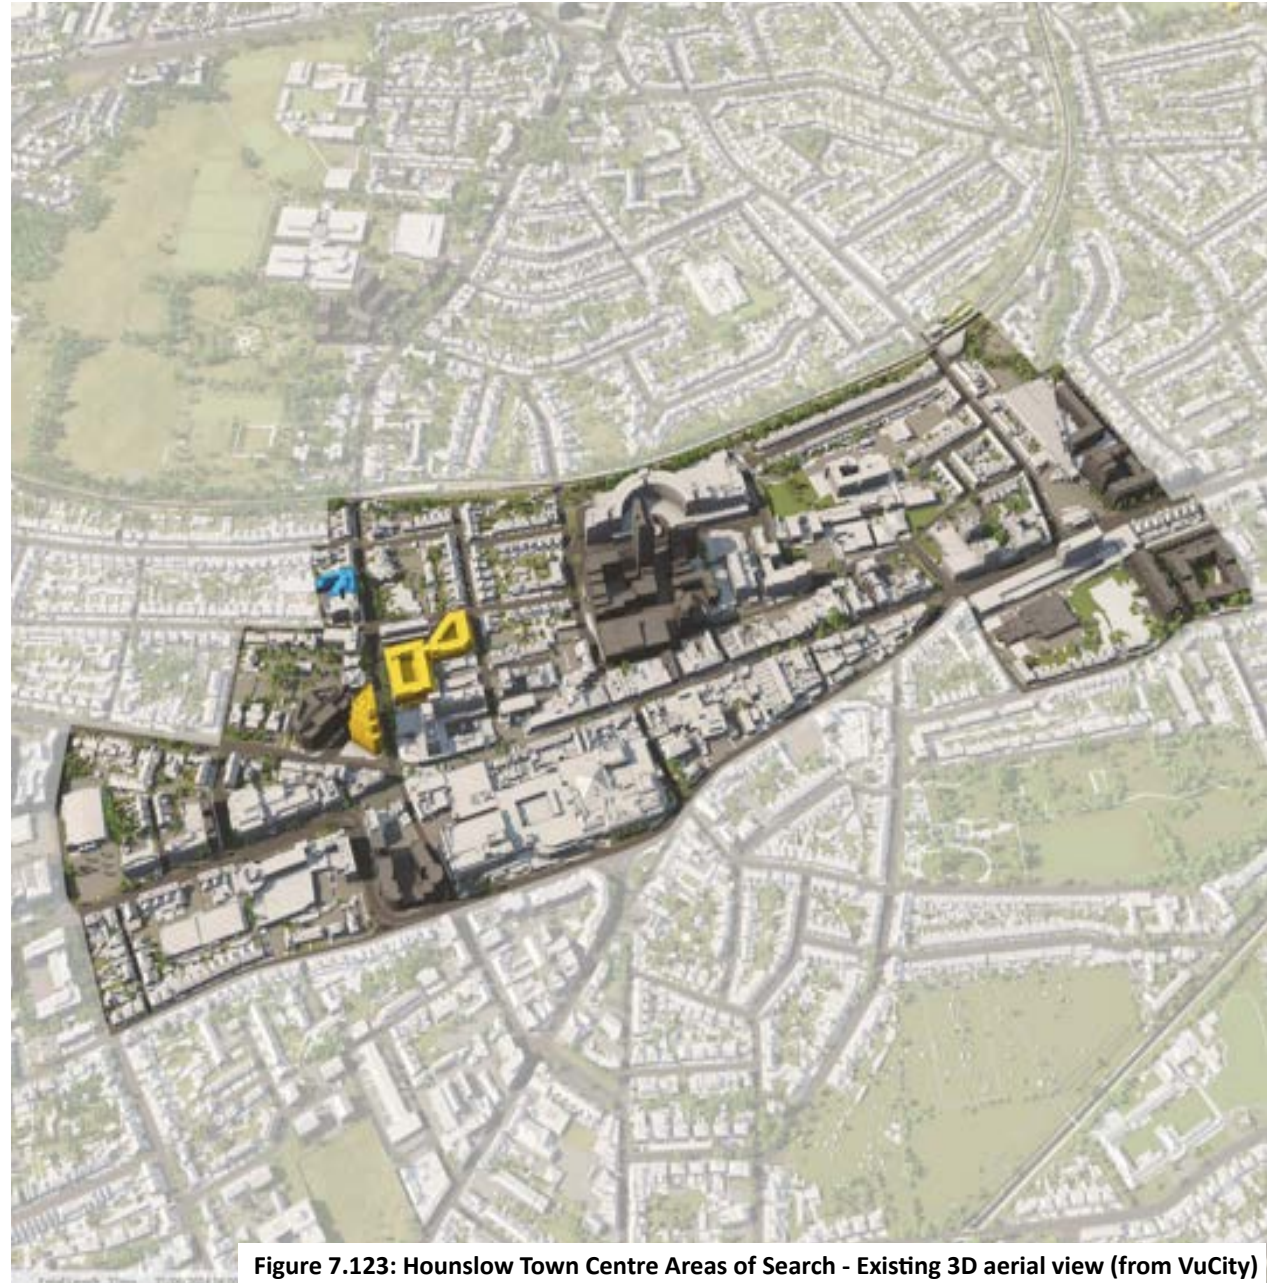 Figure 7.123: Hounslow Town Centre Areas of Search - Existing 3D aerial view (from VuCity)